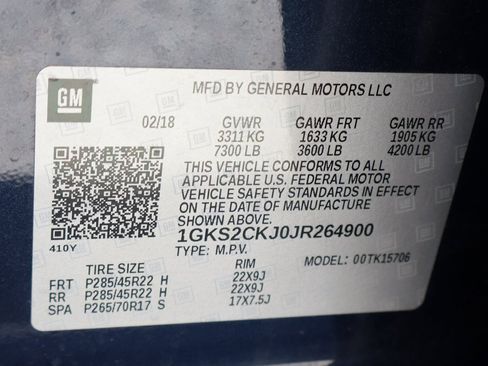 GM
MFD BY GENERAL MOTORS LLC
02/18 GVWR GAWR FRT GAWR RR
3311 KG 1633 KG 1905 KG
7300 LB 3600 LB 4200 LB
THIS VEHICLE CONFORMS TO ALL
APPLICABLE U.S. FEDERAL MOTOR
VEHICLE SAFETY STANDARDS IN EFFECT
ON THE DATE OF MANUFACTURE
SHOWN ABOVE.
1GKS2CKJ0JR264900
410Y TYPE: M.P.V. MODEL: 00TK15706
TIRE SIZE RIM
FRT P285/45R22 H 22X9J
RR P285/45R22 H 22X9J
SPA P265/70R17 S 17X7.5J